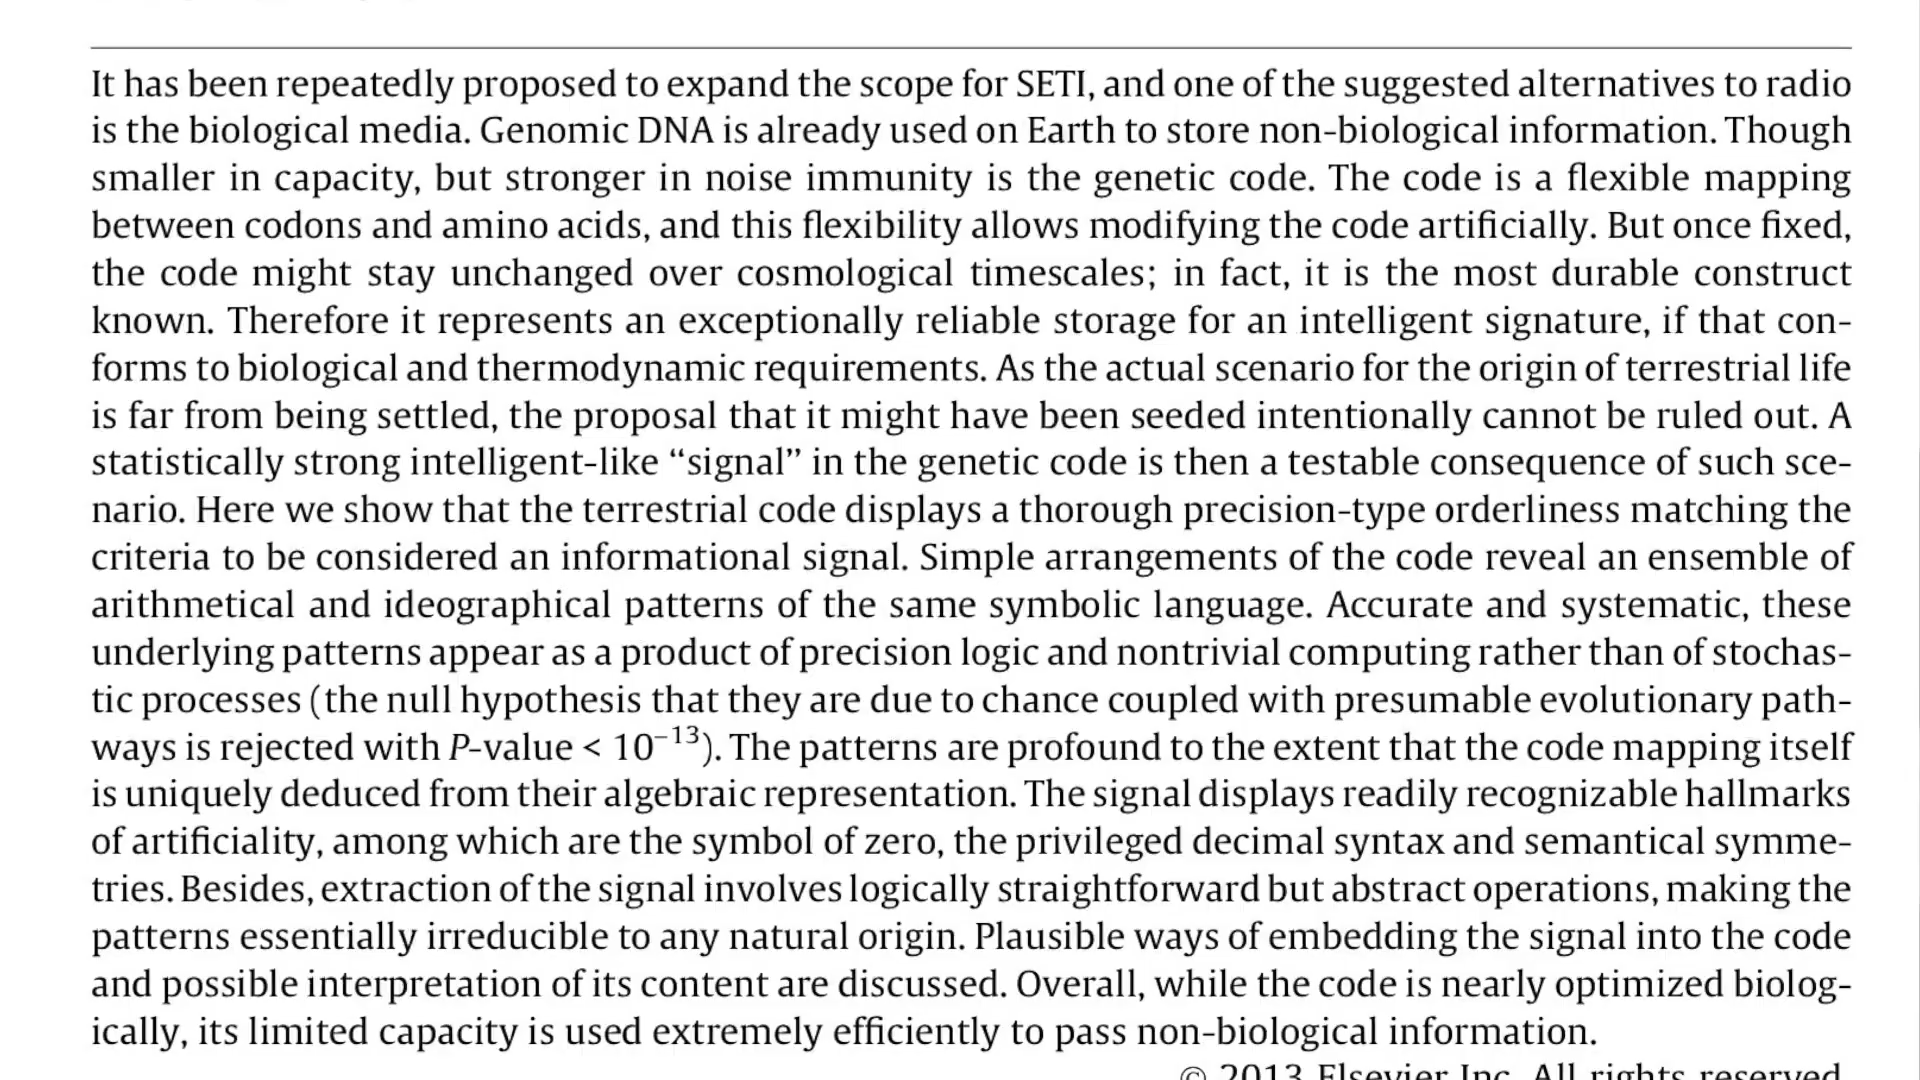 It has been repeatedly proposed to expand the scope for SETI, and one of the suggested alternatives to radio
is the biological media. Genomic DNA is already used on Earth to store non-biological information. Though
smaller in capacity, but stronger in noise immunity is the genetic code. The code is a flexible mapping
between codons and amino acids, and this flexibility allows modifying the code artificially. But once fixed,
the code might stay unchanged over cosmological timescales; in fact, it is the most durable construct
known. Therefore it represents an exceptionally reliable storage for an intelligent signature, if that con-
forms to biological and thermodynamic requirements. As the actual scenario for the origin of terrestrial life
is far from being settled, the proposal that it might have been seeded intentionally cannot be ruled out. A
statistically strong intelligent-like “signal” in the genetic code is then a testable consequence of such sce-
nario. Here we show that the terrestrial code displays a thorough precision-type orderliness matching the
criteria to be considered an informational signal. Simple arrangements of the code reveal an ensemble of
arithmetical and ideographical patterns of the same symbolic language. Accurate and systematic, these
underlying patterns appear as a product of precision logic and nontrivial computing rather than of stochas-
tic processes (the null hypothesis that they are due to chance coupled with presumable evolutionary path-
ways is rejected with P-value < 10⁻¹³). The patterns are profound to the extent that the code mapping itself
is uniquely deduced from their algebraic representation. The signal displays readily recognizable hallmarks
of artificiality, among which are the symbol of zero, the privileged decimal syntax and semantical symme-
tries. Besides, extraction of the signal involves logically straightforward but abstract operations, making the
patterns essentially irreducible to any natural origin. Plausible ways of embedding the signal into the code
and possible interpretation of its content are discussed. Overall, while the code is nearly optimized biolog-
ically, its limited capacity is used extremely efficiently to pass non-biological information.
© 2013 Elsevier Inc. All rights reserved.